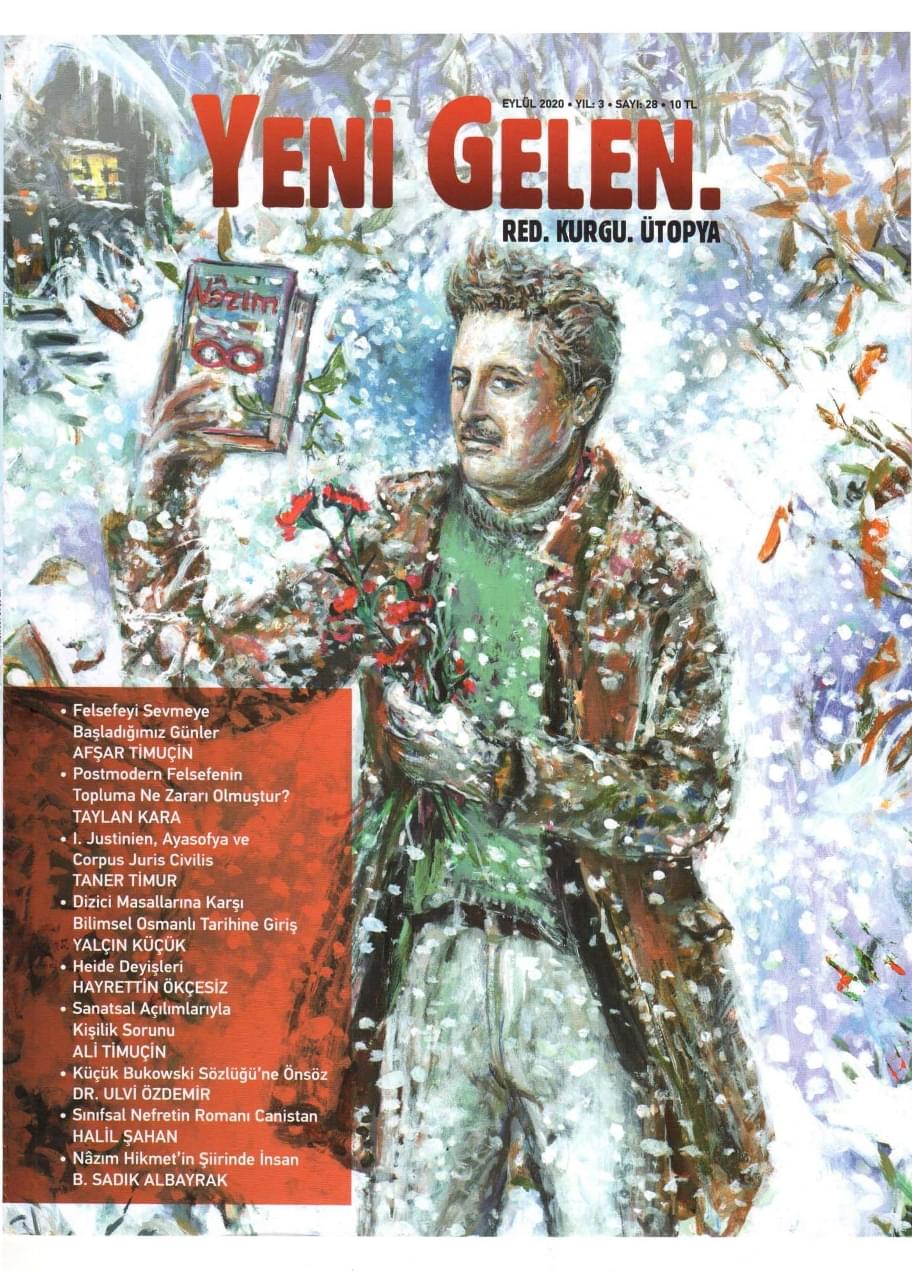 EYLÜL 2020 • YIL: 3 • SAYI: 28 • 10 TL
YENİ GELEN.
RED. KURGU. ÜTOPYA
Nâzım
• Felsefeyi Sevmeye
Başladığımız Günler
AFŞAR TİMUÇİN
• Postmodern Felsefenin
Topluma Ne Zararı Olmuştur?
TAYLAN KARA
• I. Justinien, Ayasofya ve
Corpus Juris Civilis
TANER TİMUR
• Dizici Masallarına Karşı
Bilimsel Osmanlı Tarihine Giriş
YALÇIN KÜÇÜK
• Heide Deyişleri
HAYRETTİN ÖKÇESİZ
• Sanatsal Açılımlarıyla
Kişilik Sorunu
ALİ TİMUÇİN
• Küçük Bukowski Sözlüğü'ne Önsöz
DR. ULVİ ÖZDEMİR
• Sınıfsal Nefretin Romanı Canistan
HALİL ŞAHAN
• Nâzım Hikmet'in Şiirinde İnsan
B. SADIK ALBAYRAK